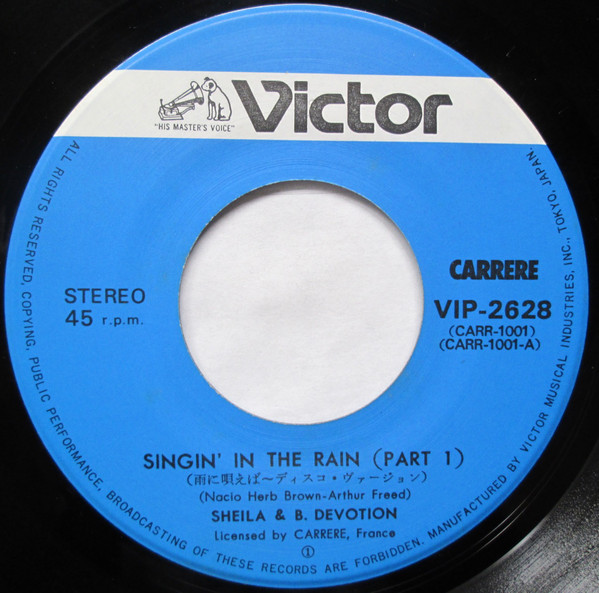 Victor
"HIS MASTER'S VOICE"
STEREO
45 r.p.m.
CARRERE
VIP-2628
(CARR-1001)
(CARR-1001-A)
SINGIN' IN THE RAIN (PART 1)
(雨に唄えば〜ディスコ・ヴァージョン)
(Nacio Herb Brown-Arthur Freed)
SHEILA & B. DEVOTION
Licensed by CARRERE, France
①
ALL RIGHTS RESERVED, COPYING, PUBLIC PERFORMANCE, BROADCASTING OF THESE RECORDS ARE FORBIDDEN. MANUFACTURED BY VICTOR MUSICAL INDUSTRIES, INC., TOKYO, JAPAN.